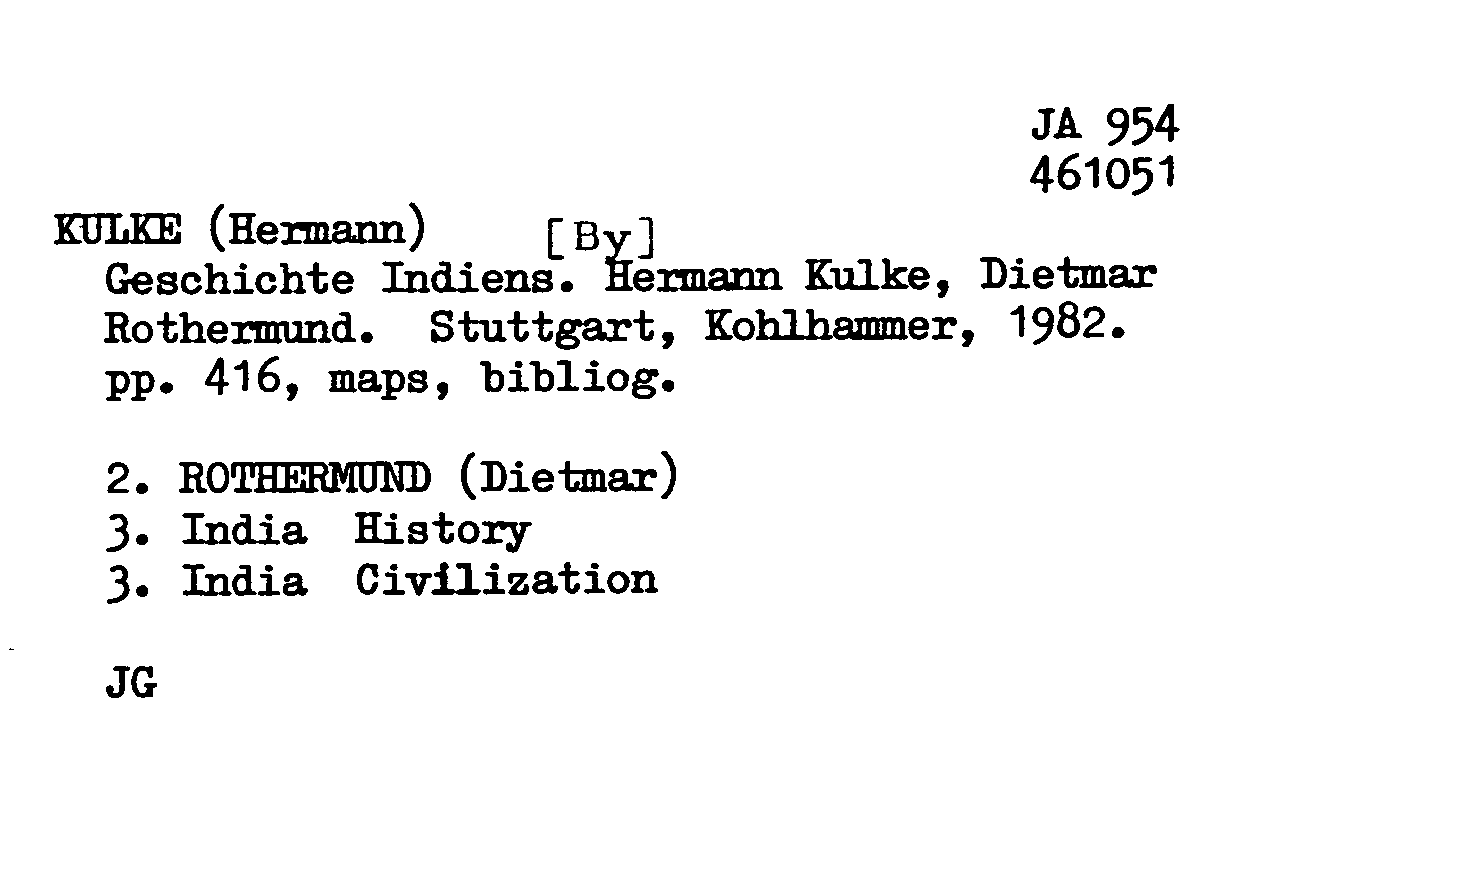 JA 954
461051
KULKE (Hermann) [By]
Geschichte Indiens. Hermann Kulke, Dietmar
Rothermund. Stuttgart, Kohlhammer, 1982.
pp. 416, maps, bibliog.
2. ROTHERMUND (Dietmar)
3. India History
3. India Civilization
JG